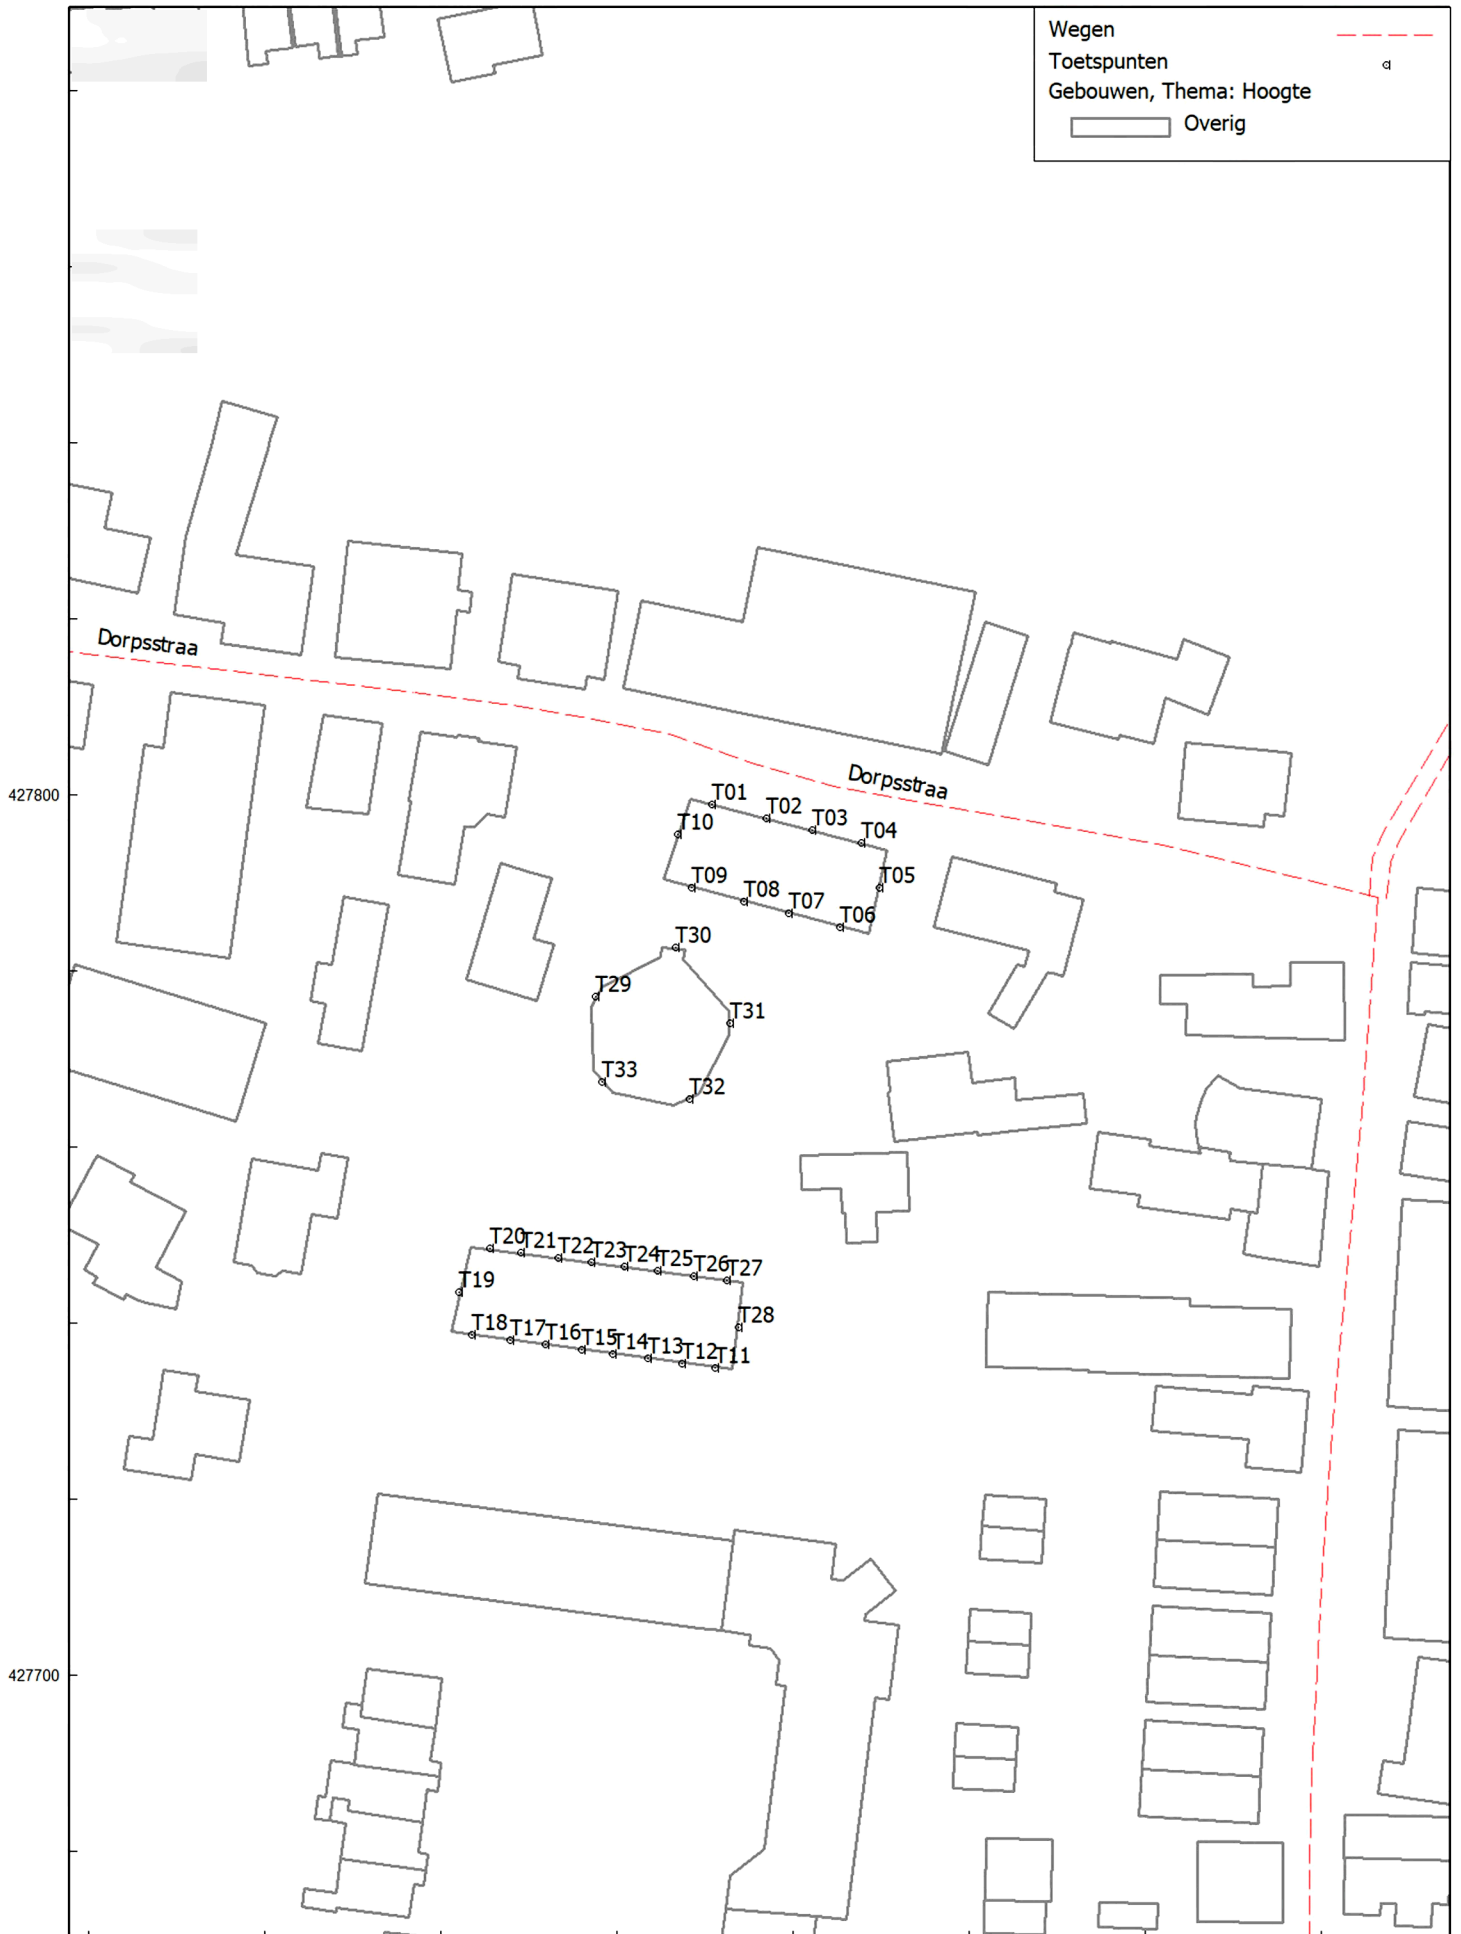 Wegen
Toetspunten
Gebouwen, Thema: Hoogte
Overig
Dorpsstraa
Dorpsstraa
427800
T01
T02
T03
T04
T10
T05
T09
T08
T07
T06
T30
T29
T31
T33
T32
T20
T21
T22
T23
T24
T25
T26
T27
T19
T28
T18
T17
T16
T15
T14
T13
T12
T11
427700